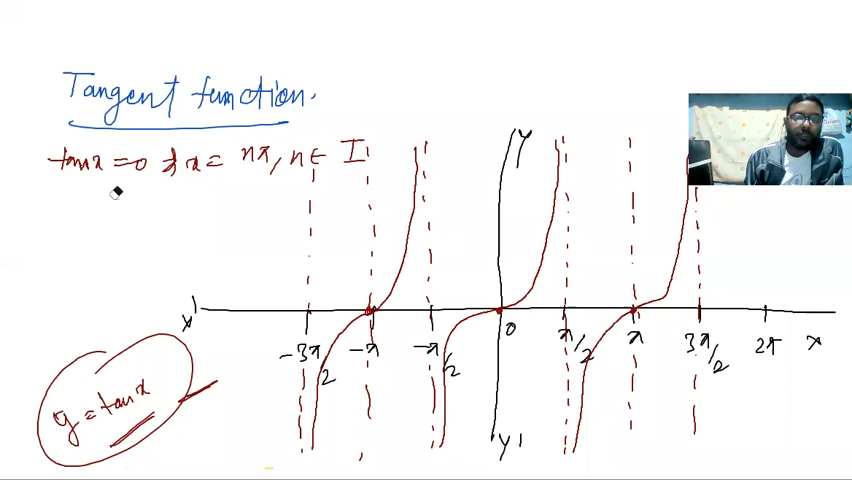 Tangent function.
tanx = 0 ⇒ x = nπ, n ∈ I
Y
X'
-3π/2
-π
-π/2
0
π/2
π
3π/2
2π
X
y = tanx
Y'